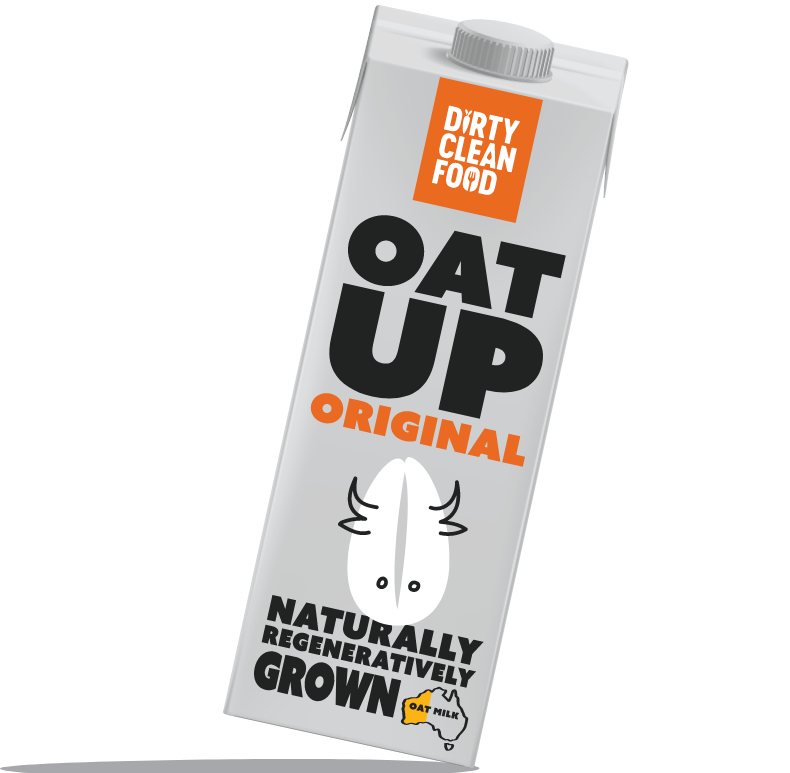 DiRTY
CLEAN
FOOD
OAT
UP
ORIGINAL
NATURALLY
REGENERATIVELY
GROWN
OAT MILK